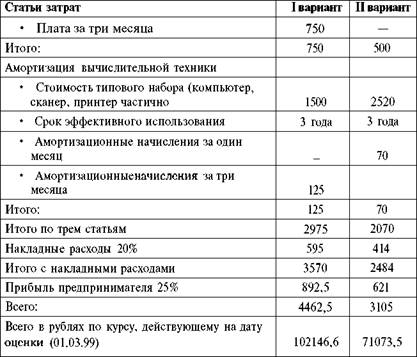 Статьи затрат I вариант II вариант
• Плата за три месяца 750 —
Итого: 750 500
Амортизация вычислительной техники
• Стоимость типового набора (компьютер,
сканер, принтер частично 1500 2520
• Срок эффективного использования 3 года 3 года
• Амортизационные начисления за один
месяц – 70
• Амортизационныеначисления за три
месяца 125
Итого: 125 70
Итого по трем статьям 2975 2070
Накладные расходы 20% 595 414
Итого с накладными расходами 3570 2484
Прибыль предпринимателя 25% 892,5 621
Всего: 4462,5 3105
Всего в рублях по курсу, действующему на дату
оценки (01.03.99) 102146,6 71073,5